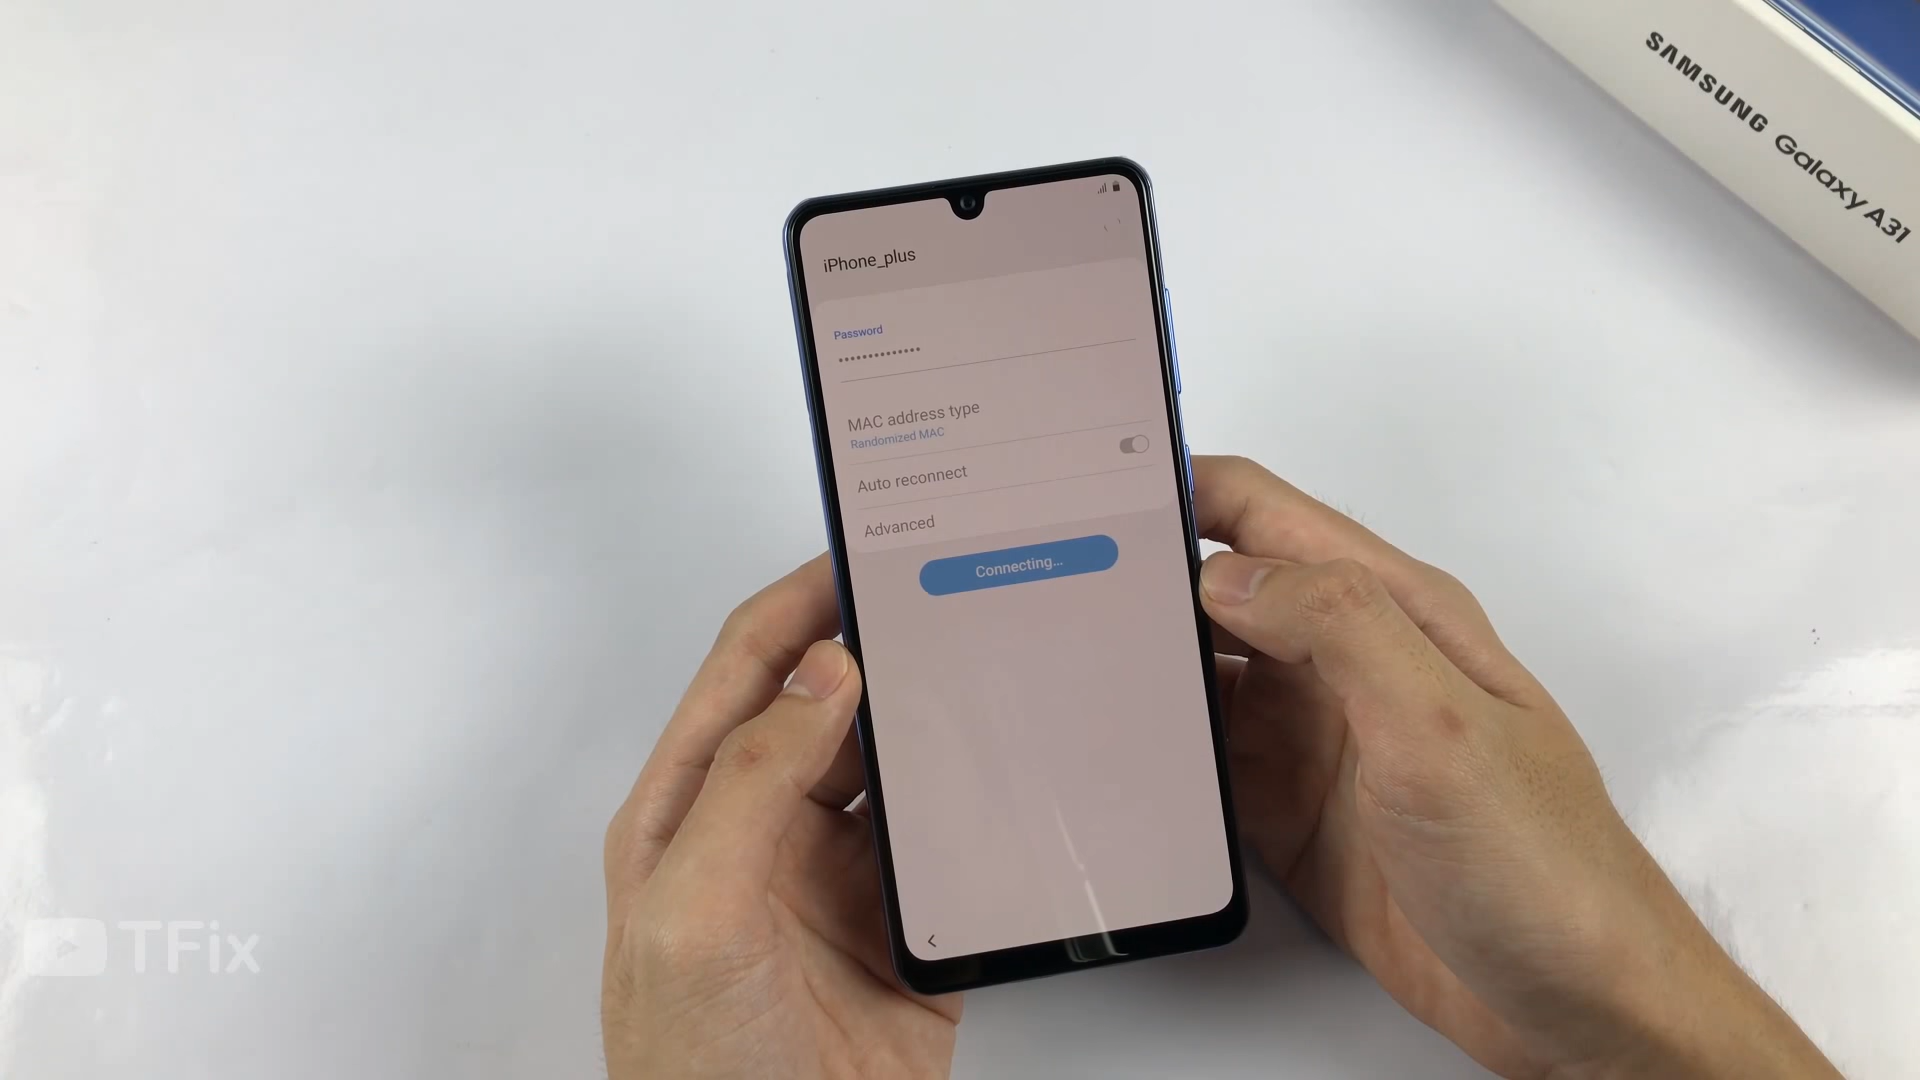 SAMSUNG Galaxy A31
iPhone_plus
Password
••••••••••••••
MAC address type
Randomized MAC
Auto reconnect
Advanced
Connecting...
TFix